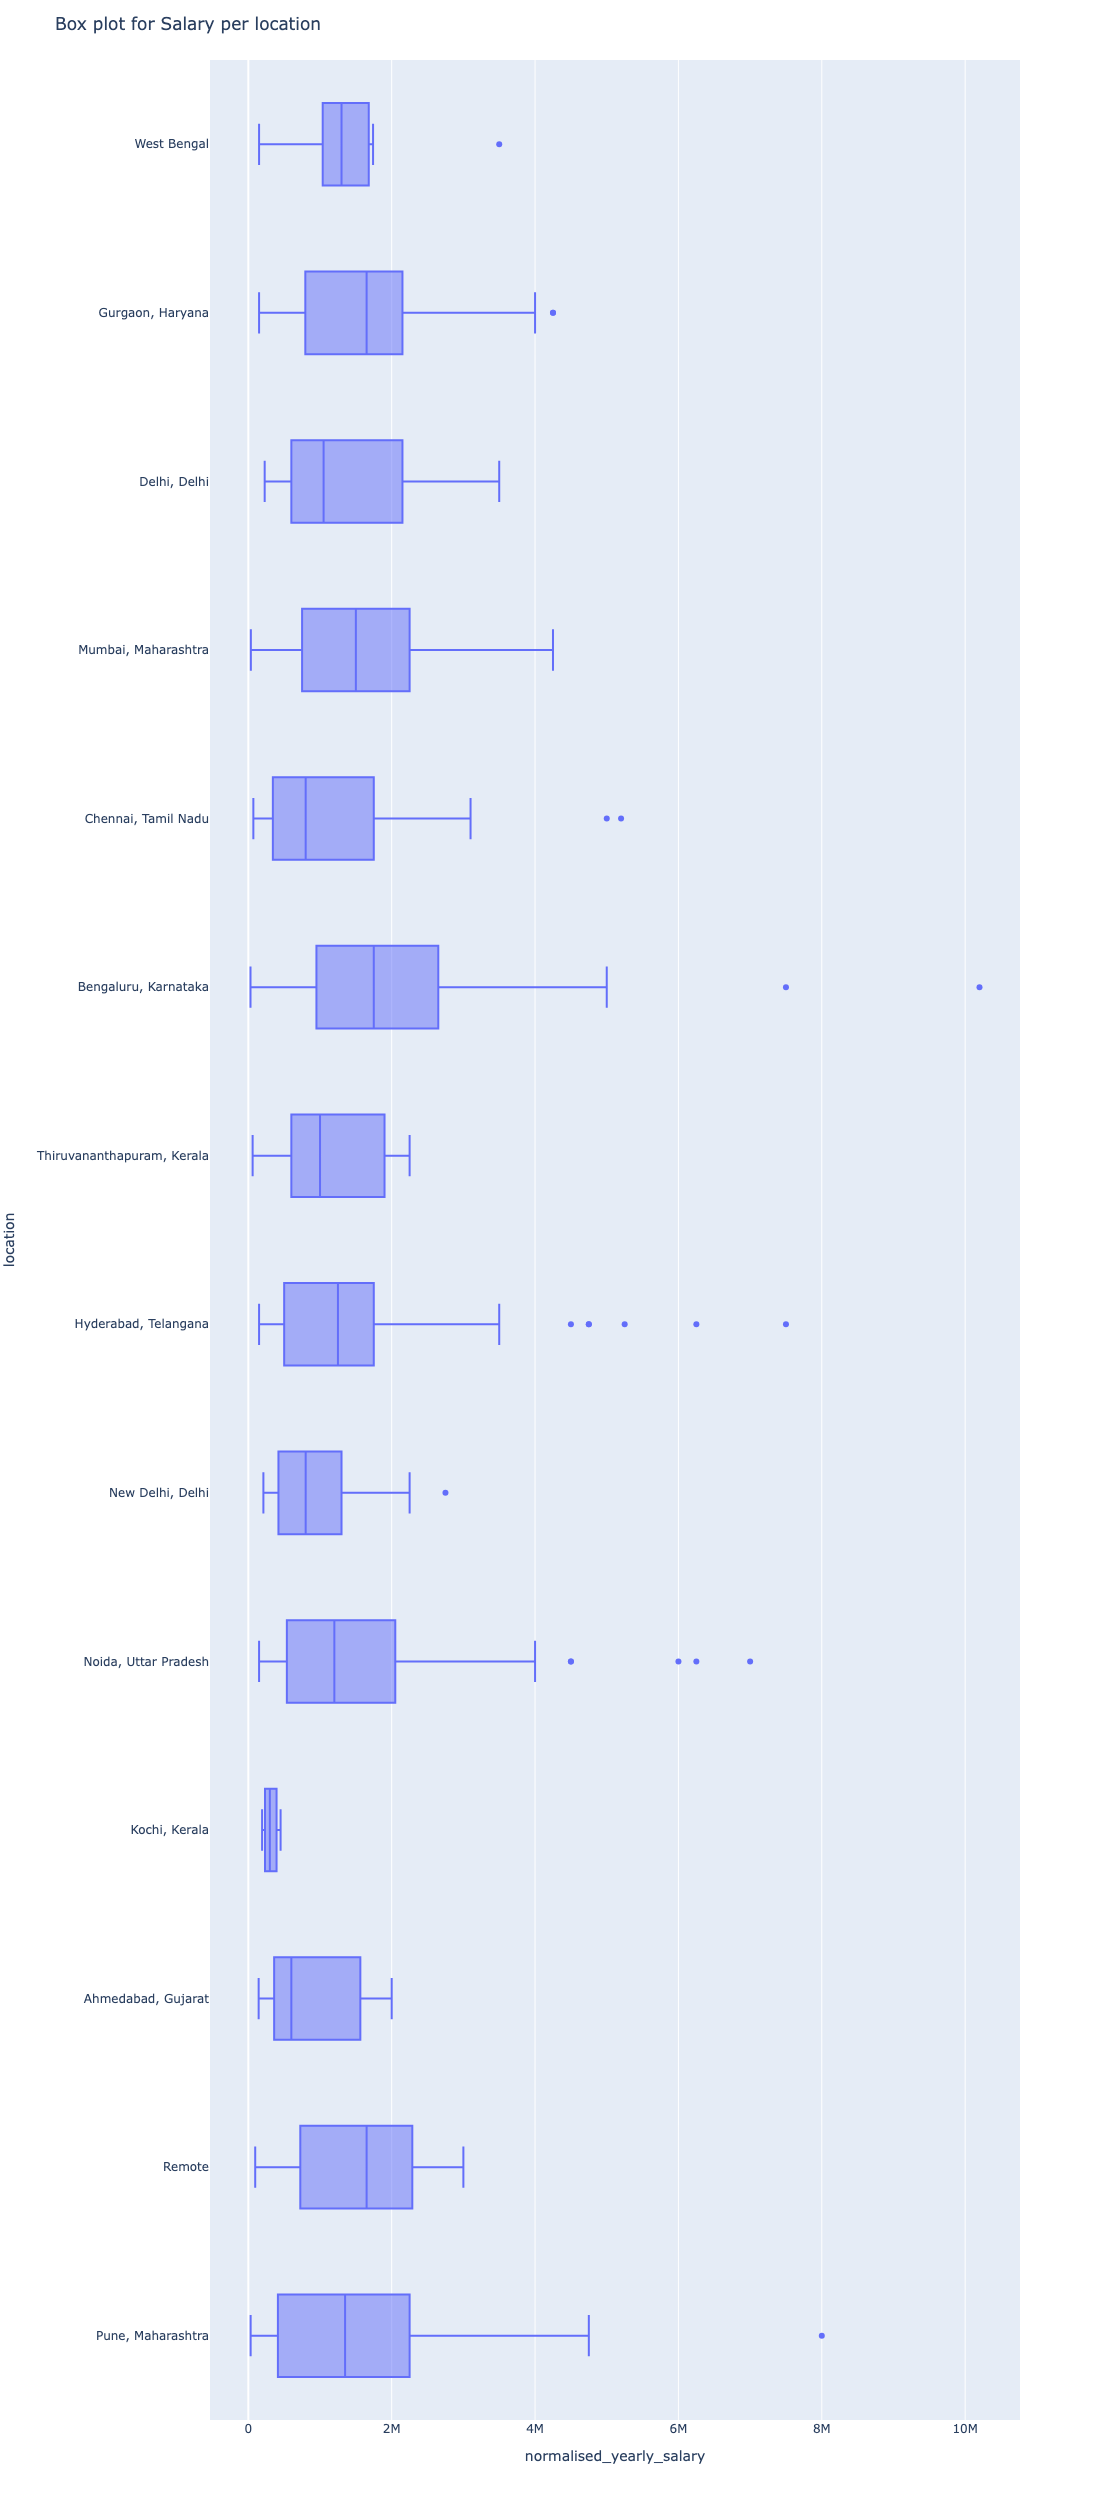 Box plot for Salary per location
West Bengal
Gurgaon, Haryana
Delhi, Delhi
Mumbai, Maharashtra
Chennai, Tamil Nadu
Bengaluru, Karnataka
Thiruvananthapuram, Kerala
location
Hyderabad, Telangana
New Delhi, Delhi
Noida, Uttar Pradesh
Kochi, Kerala
Ahmedabad, Gujarat
Remote
Pune, Maharashtra
0 2M 4M 6M 8M 10M
normalised_yearly_salary